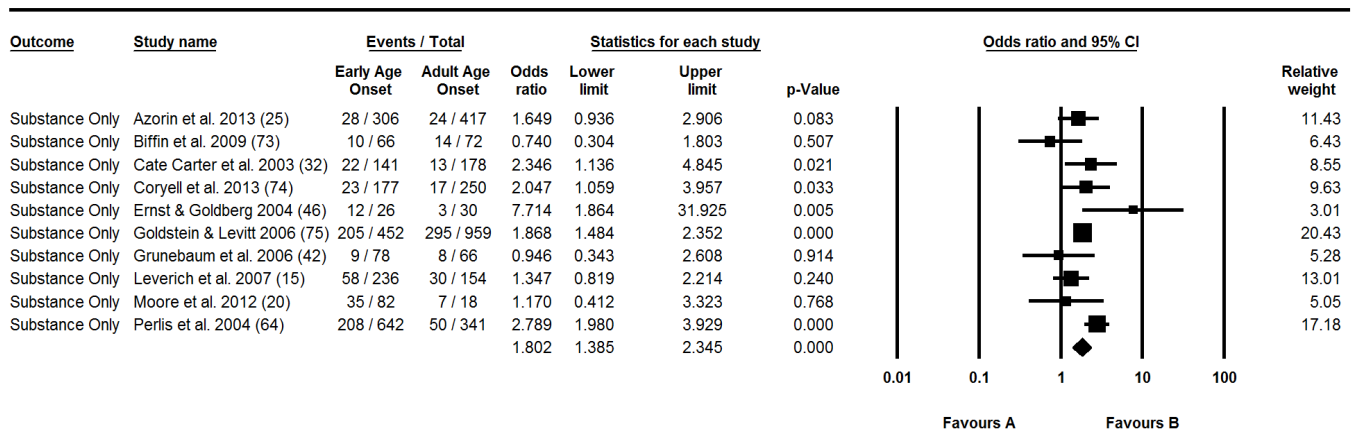 Outcome Study name Events / Total Statistics for each study Odds ratio and 95% CI
Early Age Adult Age Odds Lower Upper Relative
Onset Onset ratio limit limit p-Value weight
Substance Only Azorin et al. 2013 (25) 28 / 306 24 / 417 1.649 0.936 2.906 0.083 11.43
Substance Only Biffin et al. 2009 (73) 10 / 66 14 / 72 0.740 0.304 1.803 0.507 6.43
Substance Only Cate Carter et al. 2003 (32) 22 / 141 13 / 178 2.346 1.136 4.845 0.021 8.55
Substance Only Coryell et al. 2013 (74) 23 / 177 17 / 250 2.047 1.059 3.957 0.033 9.63
Substance Only Ernst & Goldberg 2004 (46) 12 / 26 3 / 30 7.714 1.864 31.925 0.005 3.01
Substance Only Goldstein & Levitt 2006 (75) 205 / 452 295 / 959 1.868 1.484 2.352 0.000 20.43
Substance Only Grunebaum et al. 2006 (42) 9 / 78 8 / 66 0.946 0.343 2.608 0.914 5.28
Substance Only Leverich et al. 2007 (15) 58 / 236 30 / 154 1.347 0.819 2.214 0.240 13.01
Substance Only Moore et al. 2012 (20) 35 / 82 7 / 18 1.170 0.412 3.323 0.768 5.05
Substance Only Perlis et al. 2004 (64) 208 / 642 50 / 341 2.789 1.980 3.929 0.000 17.18
1.802 1.385 2.345 0.000
0.01 0.1 1 10 100
Favours A Favours B